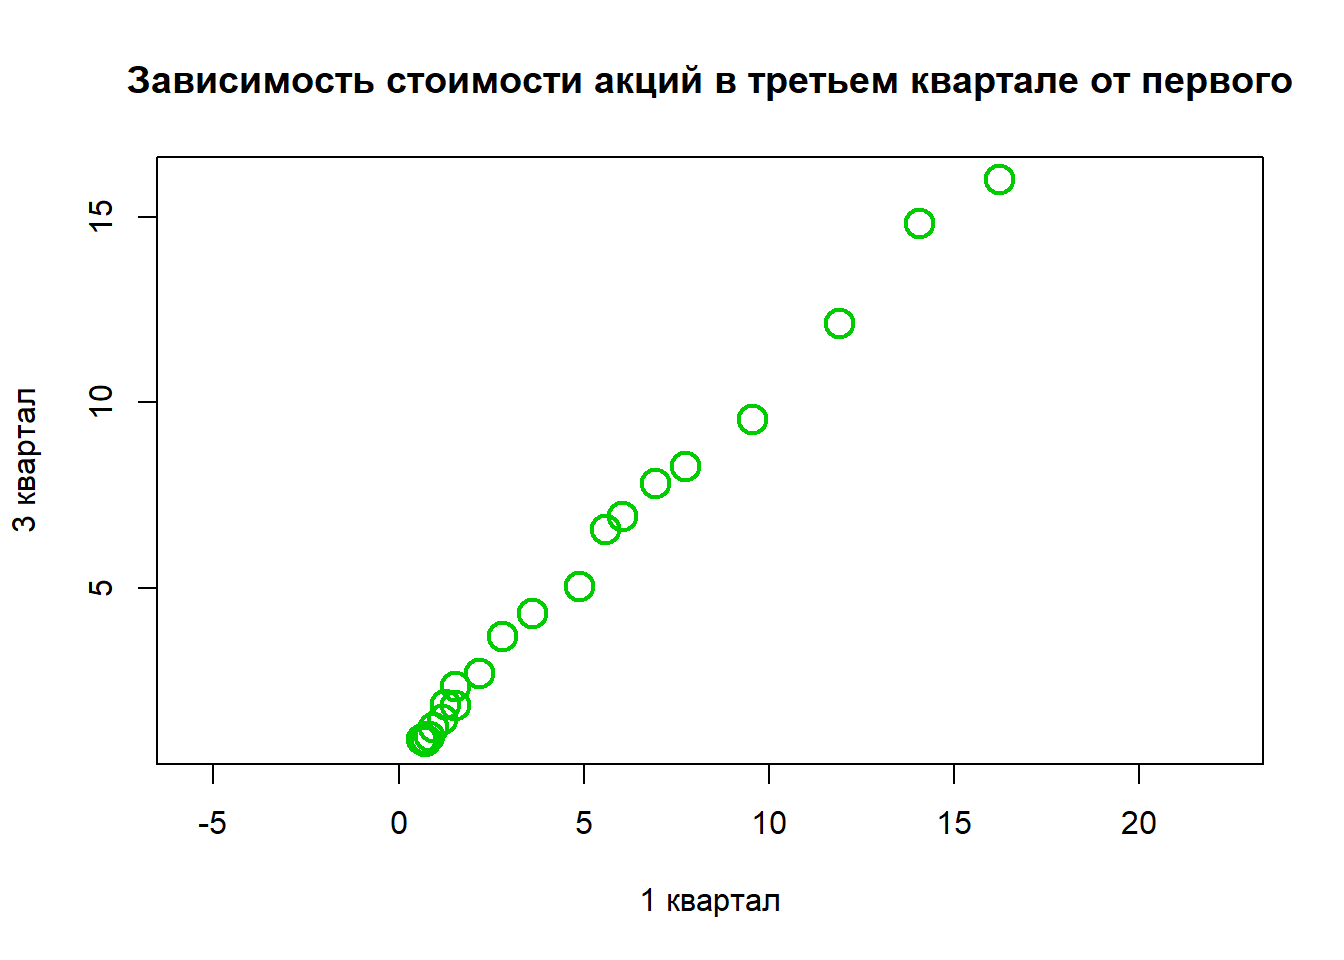 Зависимость стоимости акций в третьем квартале от первого
15
10
5
3 квартал
-5 0 5 10 15 20
1 квартал